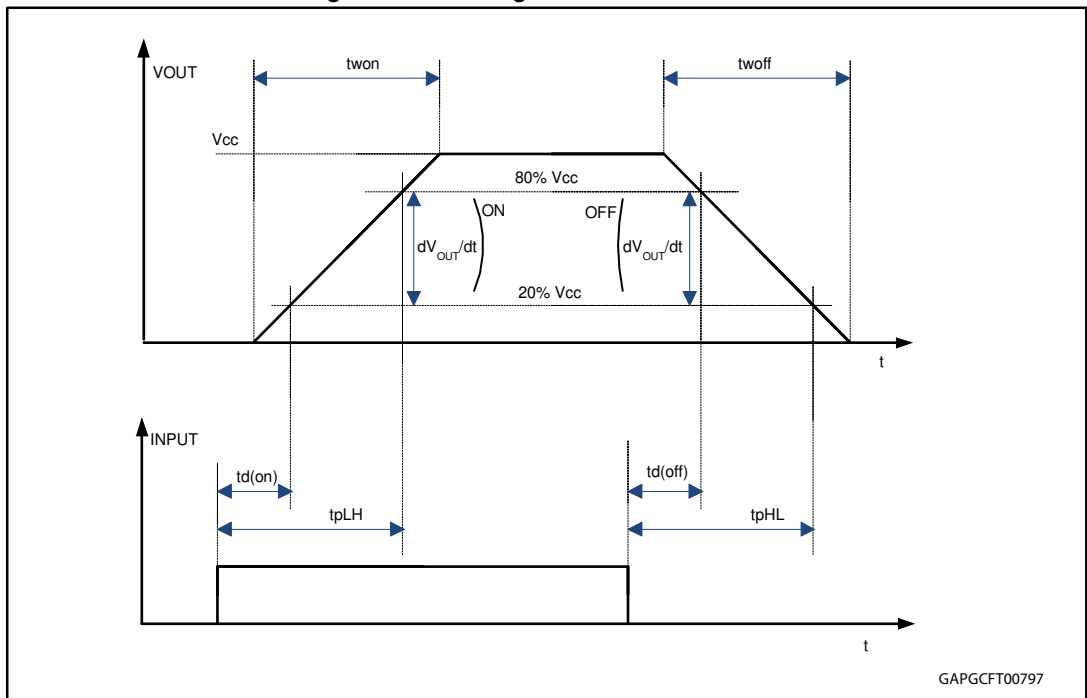 VOUT
twon
twoff
Vcc
80% Vcc
ON
OFF
dVOUT/dt
dVOUT/dt
20% Vcc
t
INPUT
td(on)
td(off)
tpLH
tpHL
t
GAPGCFT00797